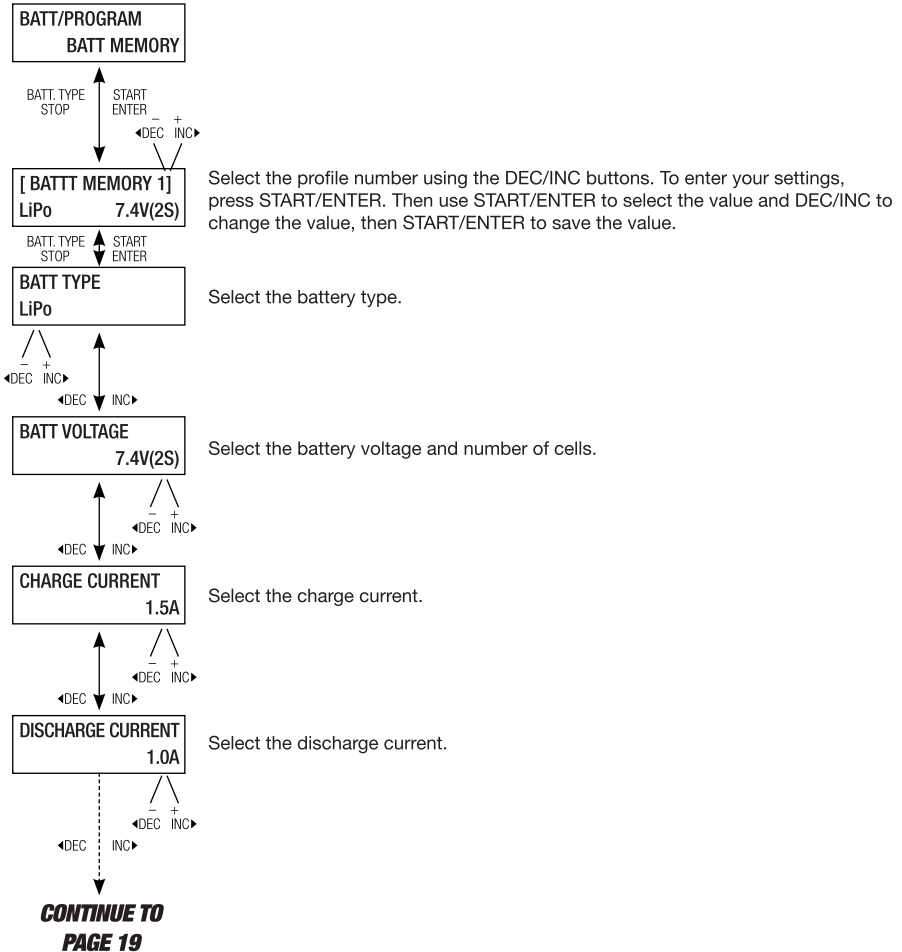 BATT/PROGRAM
BATT MEMORY
BATT. TYPE START
STOP ENTER
− +
◀DEC INC▶
[ BATTT MEMORY 1]
LiPo 7.4V(2S)
Select the profile number using the DEC/INC buttons. To enter your settings,
press START/ENTER. Then use START/ENTER to select the value and DEC/INC to
change the value, then START/ENTER to save the value.
BATT. TYPE START
STOP ENTER
BATT TYPE
LiPo
Select the battery type.
− +
◀DEC INC▶
◀DEC INC▶
BATT VOLTAGE
7.4V(2S)
Select the battery voltage and number of cells.
− +
◀DEC INC▶
◀DEC INC▶
CHARGE CURRENT
1.5A
Select the charge current.
− +
◀DEC INC▶
◀DEC INC▶
DISCHARGE CURRENT
1.0A
Select the discharge current.
− +
◀DEC INC▶
◀DEC INC▶
CONTINUE TO
PAGE 19